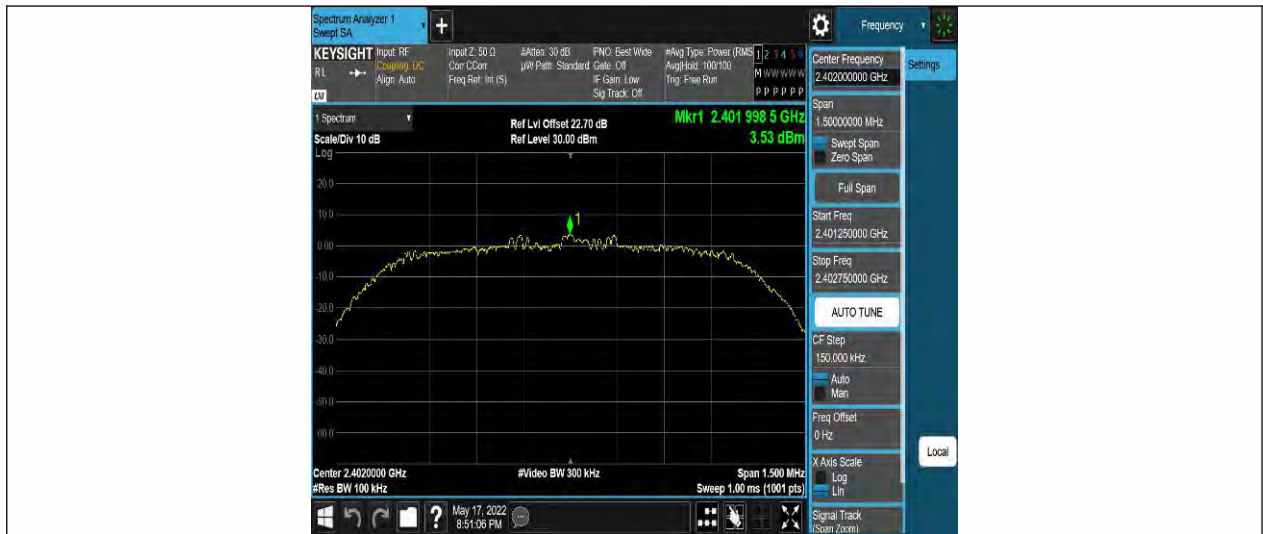 Spectrum Analyzer 1
Swept SA
+
Frequency
KEYSIGHT
RL
Input: RF
Coupling: DC
Align: Auto
Input Z: 50 Ω
Corr CCorr
Freq Ref: Int (S)
#Atten: 30 dB
µW Path: Standard
PNO: Best Wide
Gate: Off
IF Gain: Low
Sig Track: Off
#Avg Type: Power (RMS
Avg|Hold: 100/100
Trig: Free Run
1 2 3 4 5 6
M W W W W W
P P P P P P
1 Spectrum
Scale/Div 10 dB
Log
Ref Lvl Offset 22.70 dB
Ref Level 30.00 dBm
Mkr1 2.401 998 5 GHz
3.53 dBm
20.0
10.0
0.00
-10.0
-20.0
-30.0
-40.0
-50.0
-60.0
1
Center 2.4020000 GHz
#Res BW 100 kHz
#Video BW 300 kHz
Span 1.500 MHz
Sweep 1.00 ms (1001 pts)
?
May 17, 2022
8:51:06 PM
Center Frequency
2.402000000 GHz
Span
1.50000000 MHz
Swept Span
Zero Span
Full Span
Start Freq
2.401250000 GHz
Stop Freq
2.402750000 GHz
AUTO TUNE
CF Step
150.000 kHz
Auto
Man
Freq Offset
0 Hz
X Axis Scale
Log
Lin
Signal Track
(Span Zoom)
Settings
Local